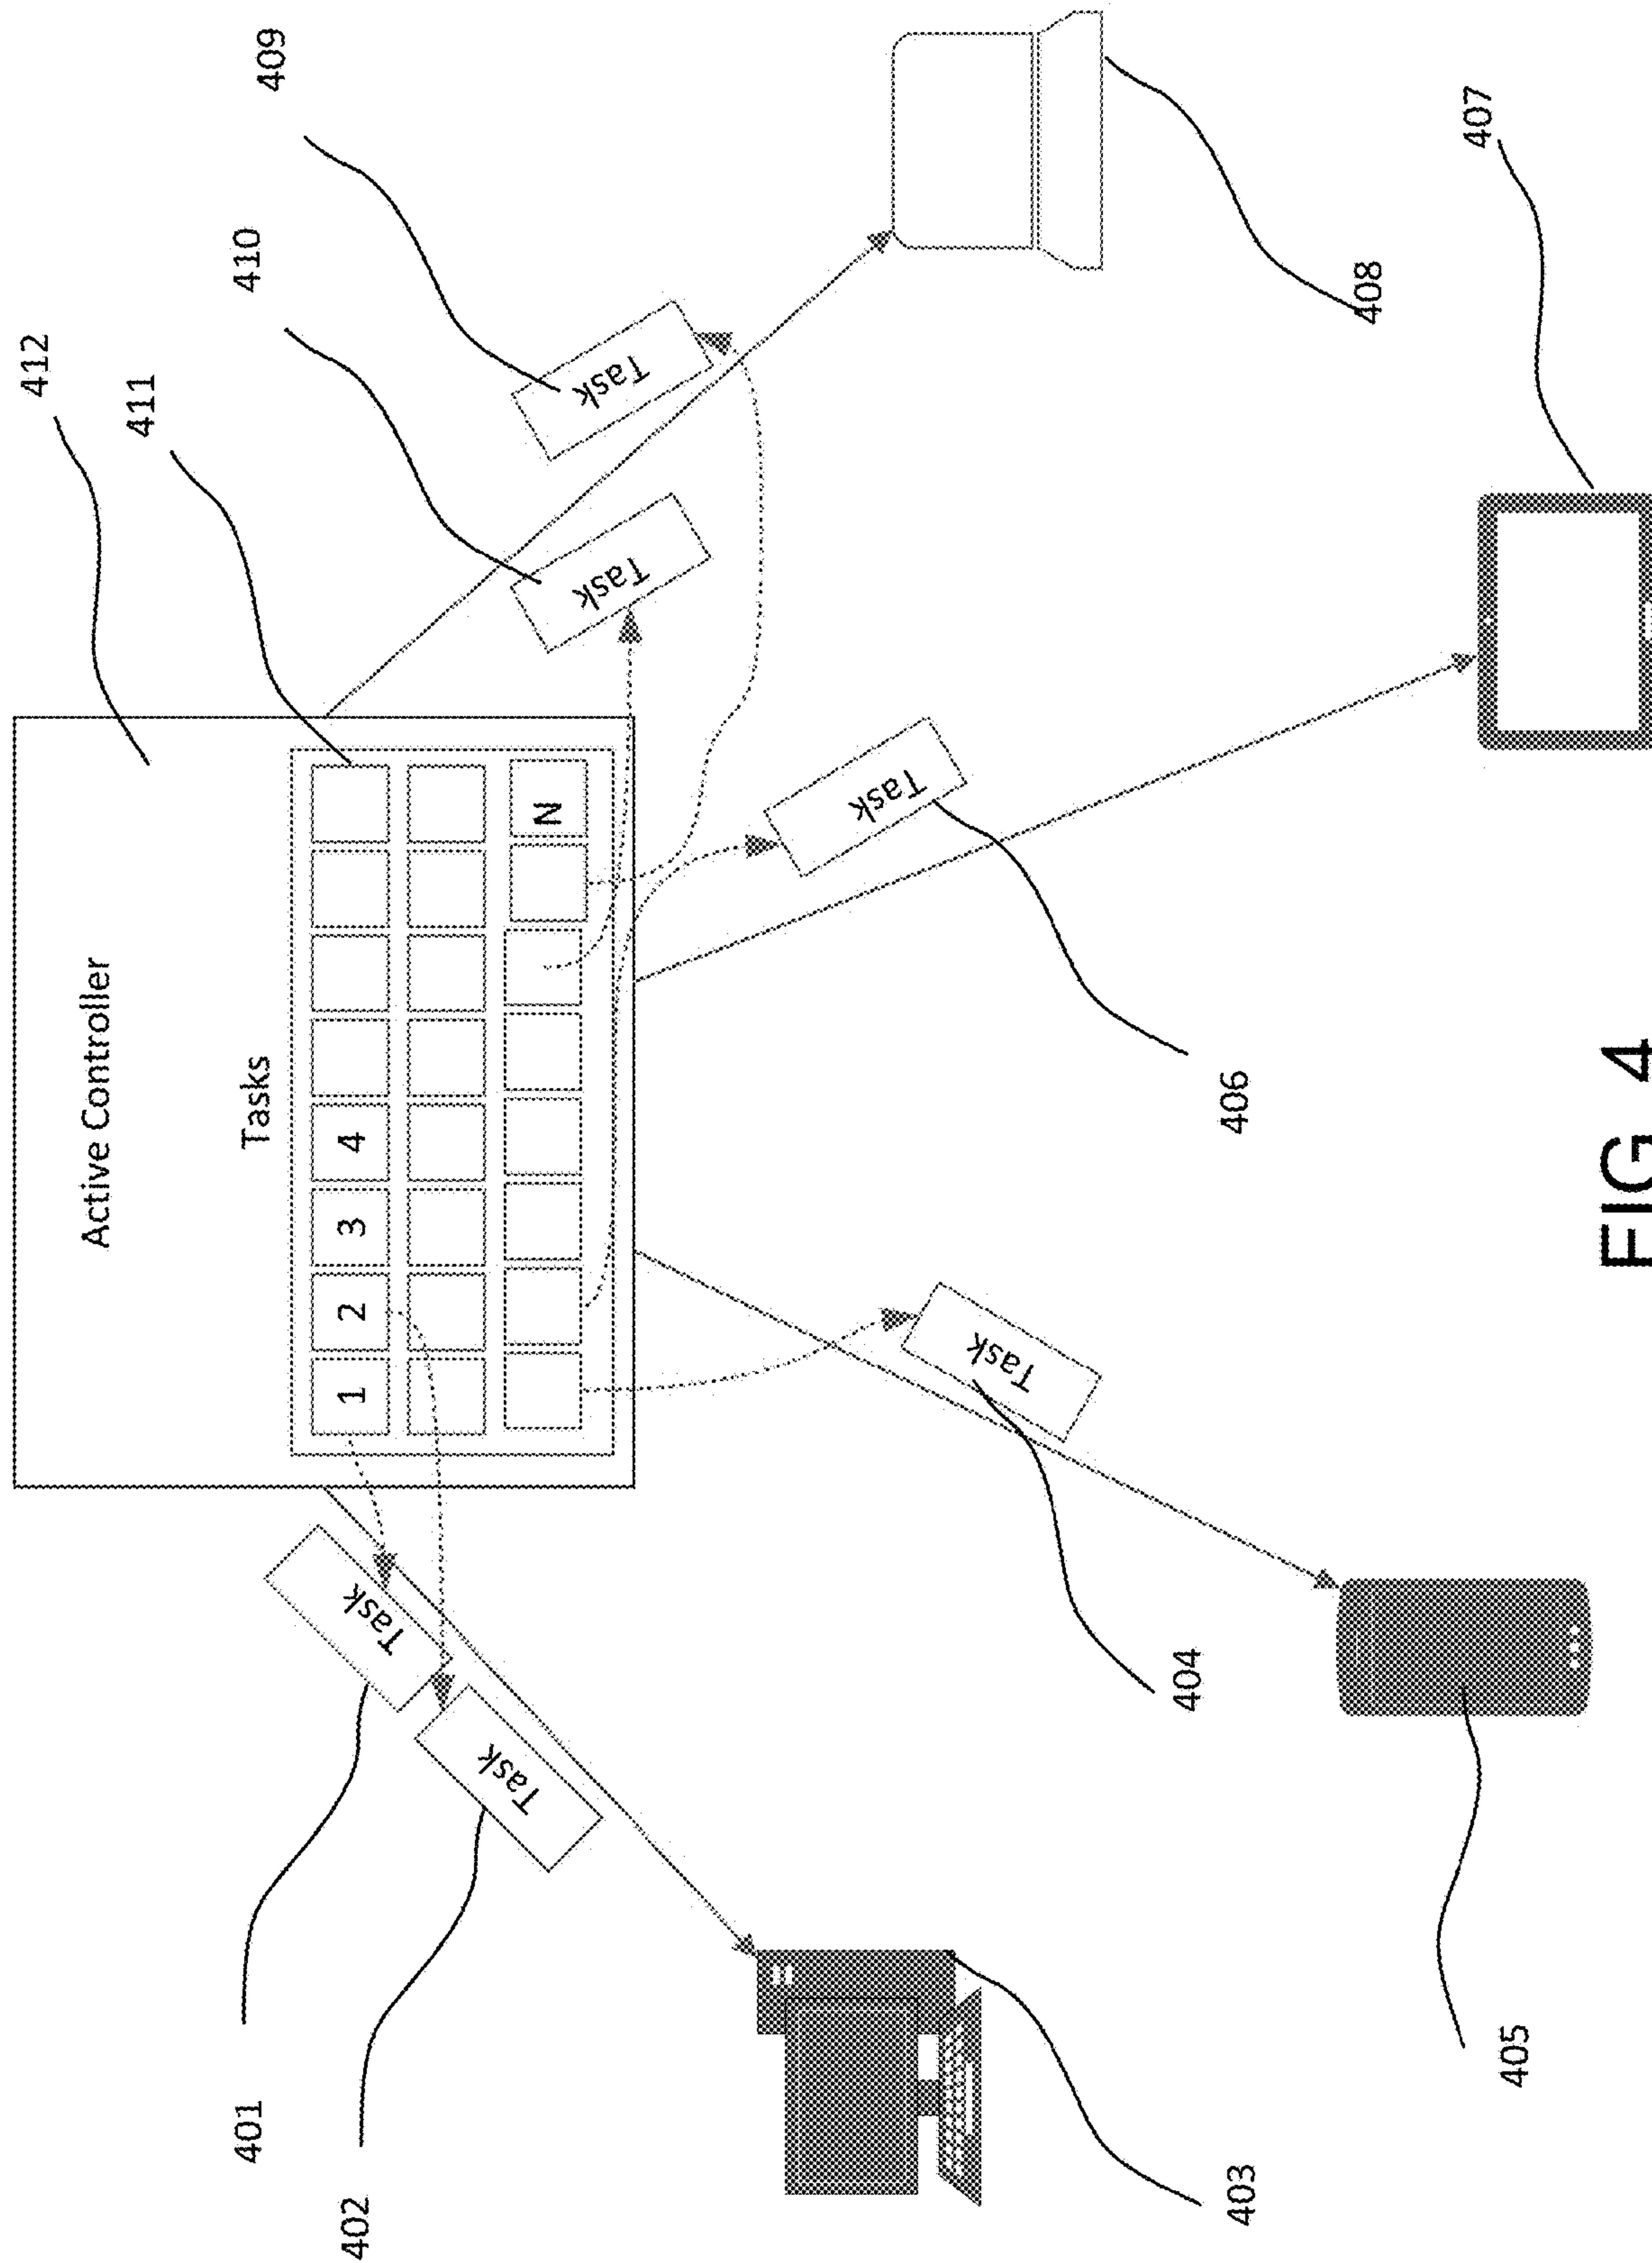 412
Active Controller
411
Tasks
1 2 3 4
N
401
Task
402
Task
403
404
Task
405
406
Task
407
408
409
Task
410
Task
FIG. 4